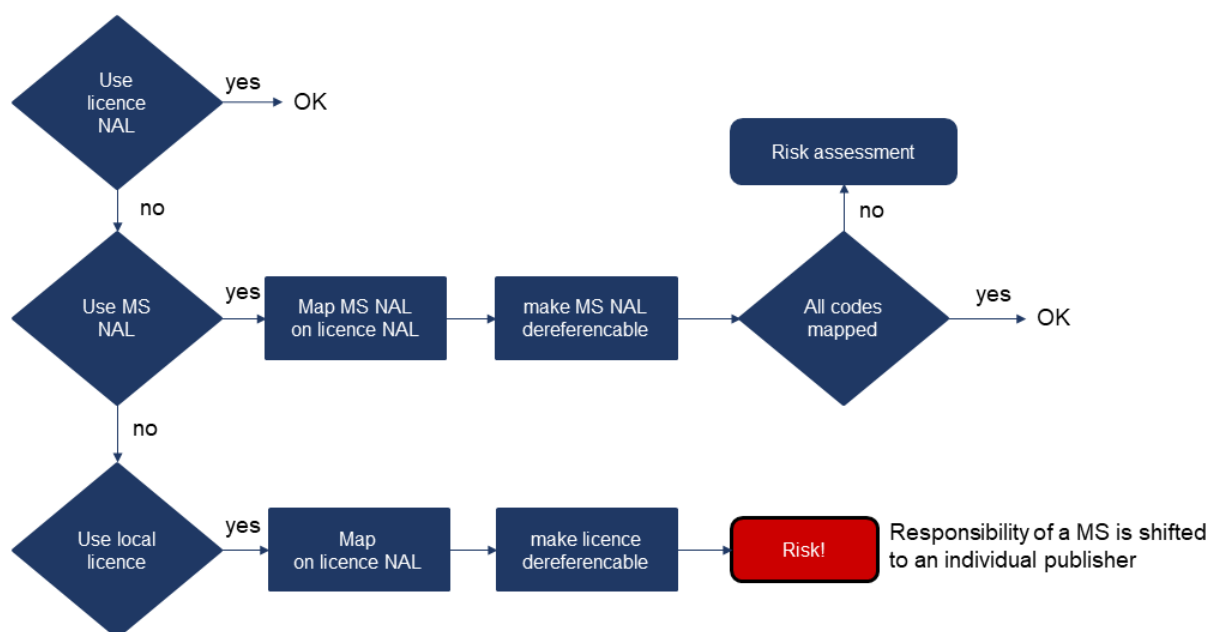 Use
licence
NAL
yes
OK
Risk assessment
no
no
Use MS
NAL
yes
Map MS NAL
on licence NAL
make MS NAL
dereferencable
All codes
mapped
yes
OK
no
Use local
licence
yes
Map
on licence NAL
make licence
dereferencable
Risk!
Responsibility of a MS is shifted
to an individual publisher